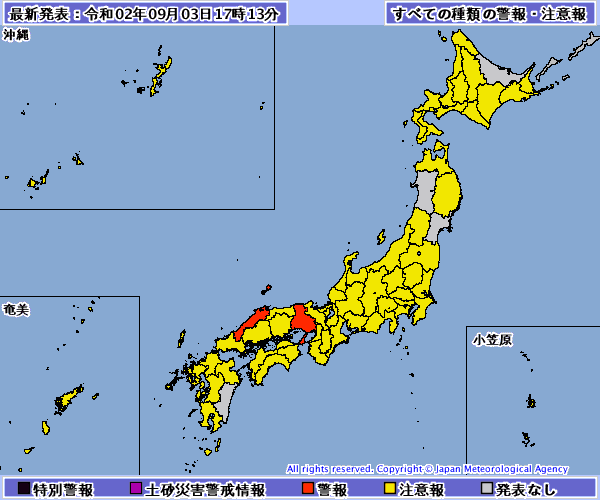 最新発表：令和02年09月03日17時13分
すべての種類の警報・注意報
沖縄
奄美
小笠原
All rights reserved. Copyright © Japan Meteorological Agency
特別警報 土砂災害警戒情報 警報 注意報 発表なし